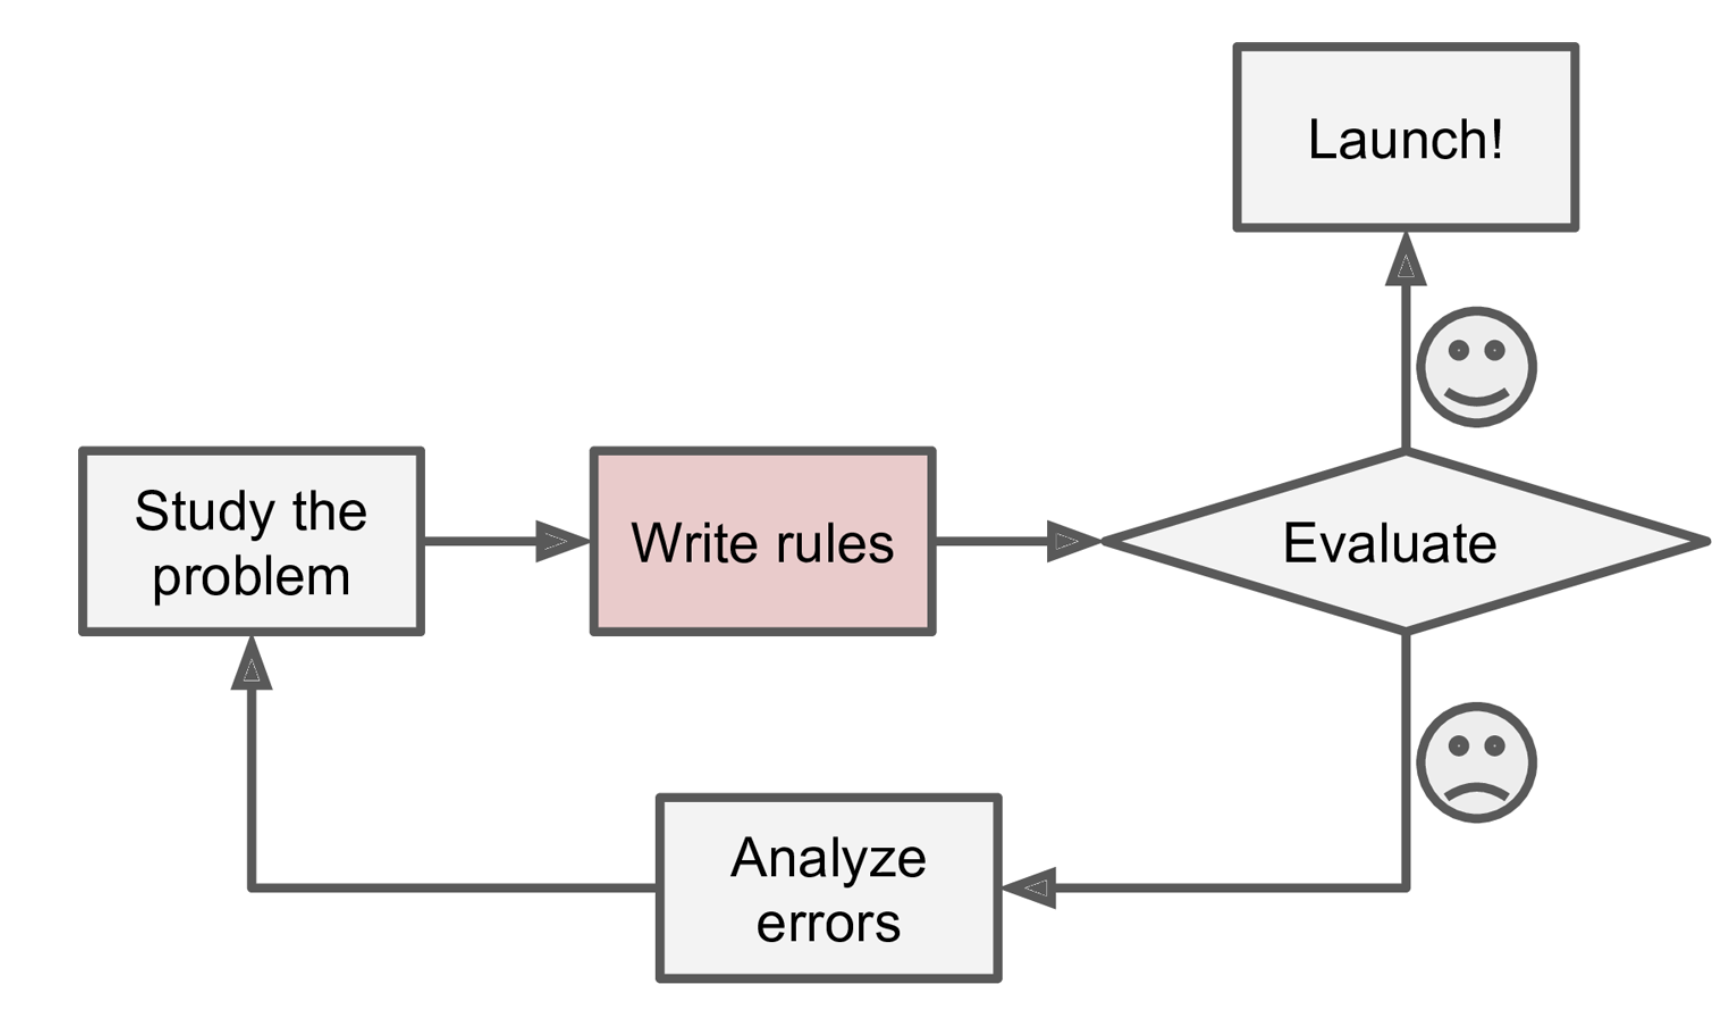 Launch!
Study the
problem
Write rules
Evaluate
Analyze
errors